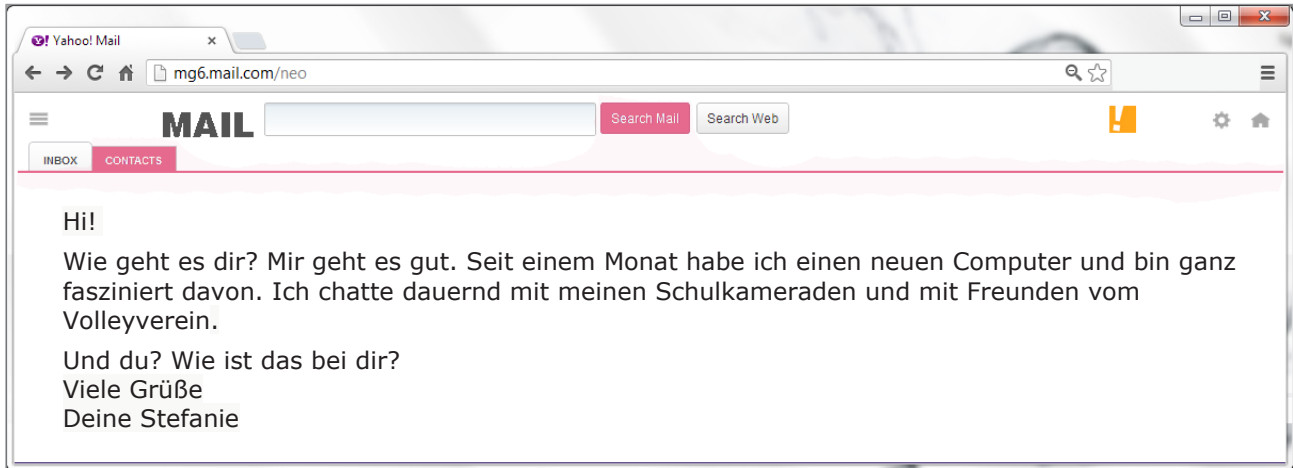 Yahoo! Mail
mg6.mail.com/neo
MAIL Search Mail Search Web
INBOX CONTACTS
Hi!
Wie geht es dir? Mir geht es gut. Seit einem Monat habe ich einen neuen Computer und bin ganz
fasziniert davon. Ich chatte dauernd mit meinen Schulkameraden und mit Freunden vom
Volleyverein.
Und du? Wie ist das bei dir?
Viele Grüße
Deine Stefanie